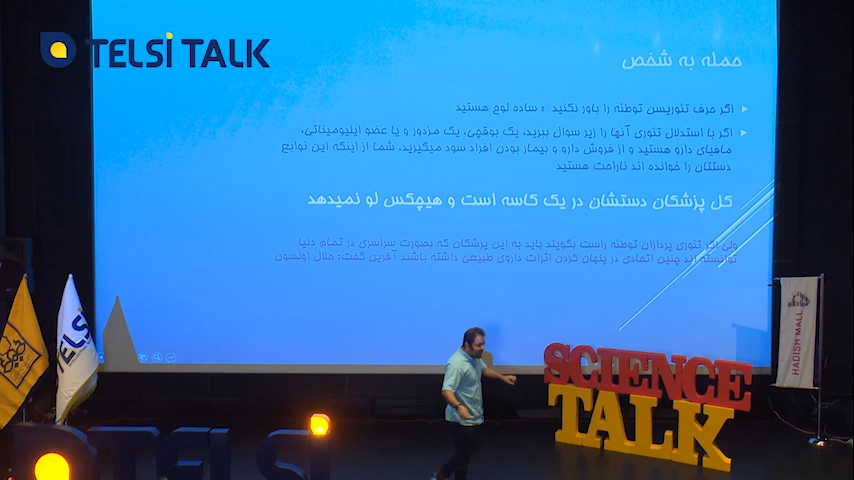 TELSI TALK
حمله به شخص
اگر حرف تئوریسن توطئه را باور نکنید : ساده لوح هستید
اگر با استدلال تئوری آنها را زیر سوال ببرید، یک بوقچی، یک مزدور و یا عضو ایلیومیناتی،
مافیای دارو هستید و از فروش دارو و بیمار بودن افراد سود میگیرید، شما از اینکه این نوابغ
دستتان را خوانده اند ناراحت هستید
کل پزشکان دستشان در یک کاسه است و هیچکس لو نمیدهد
ولی اگر تئوری پردازان توطئه راست بگویند باید به این پزشکان که بصورت سراسری در تمام دنیا
توانسته اند چنین اتحادی در پنهان کردن اثرات داروی طبیعی داشته باشند آفرین گفت: ملال اولسون
TELSI
HADISH MALL
SCIENCE
TALK
TELSI